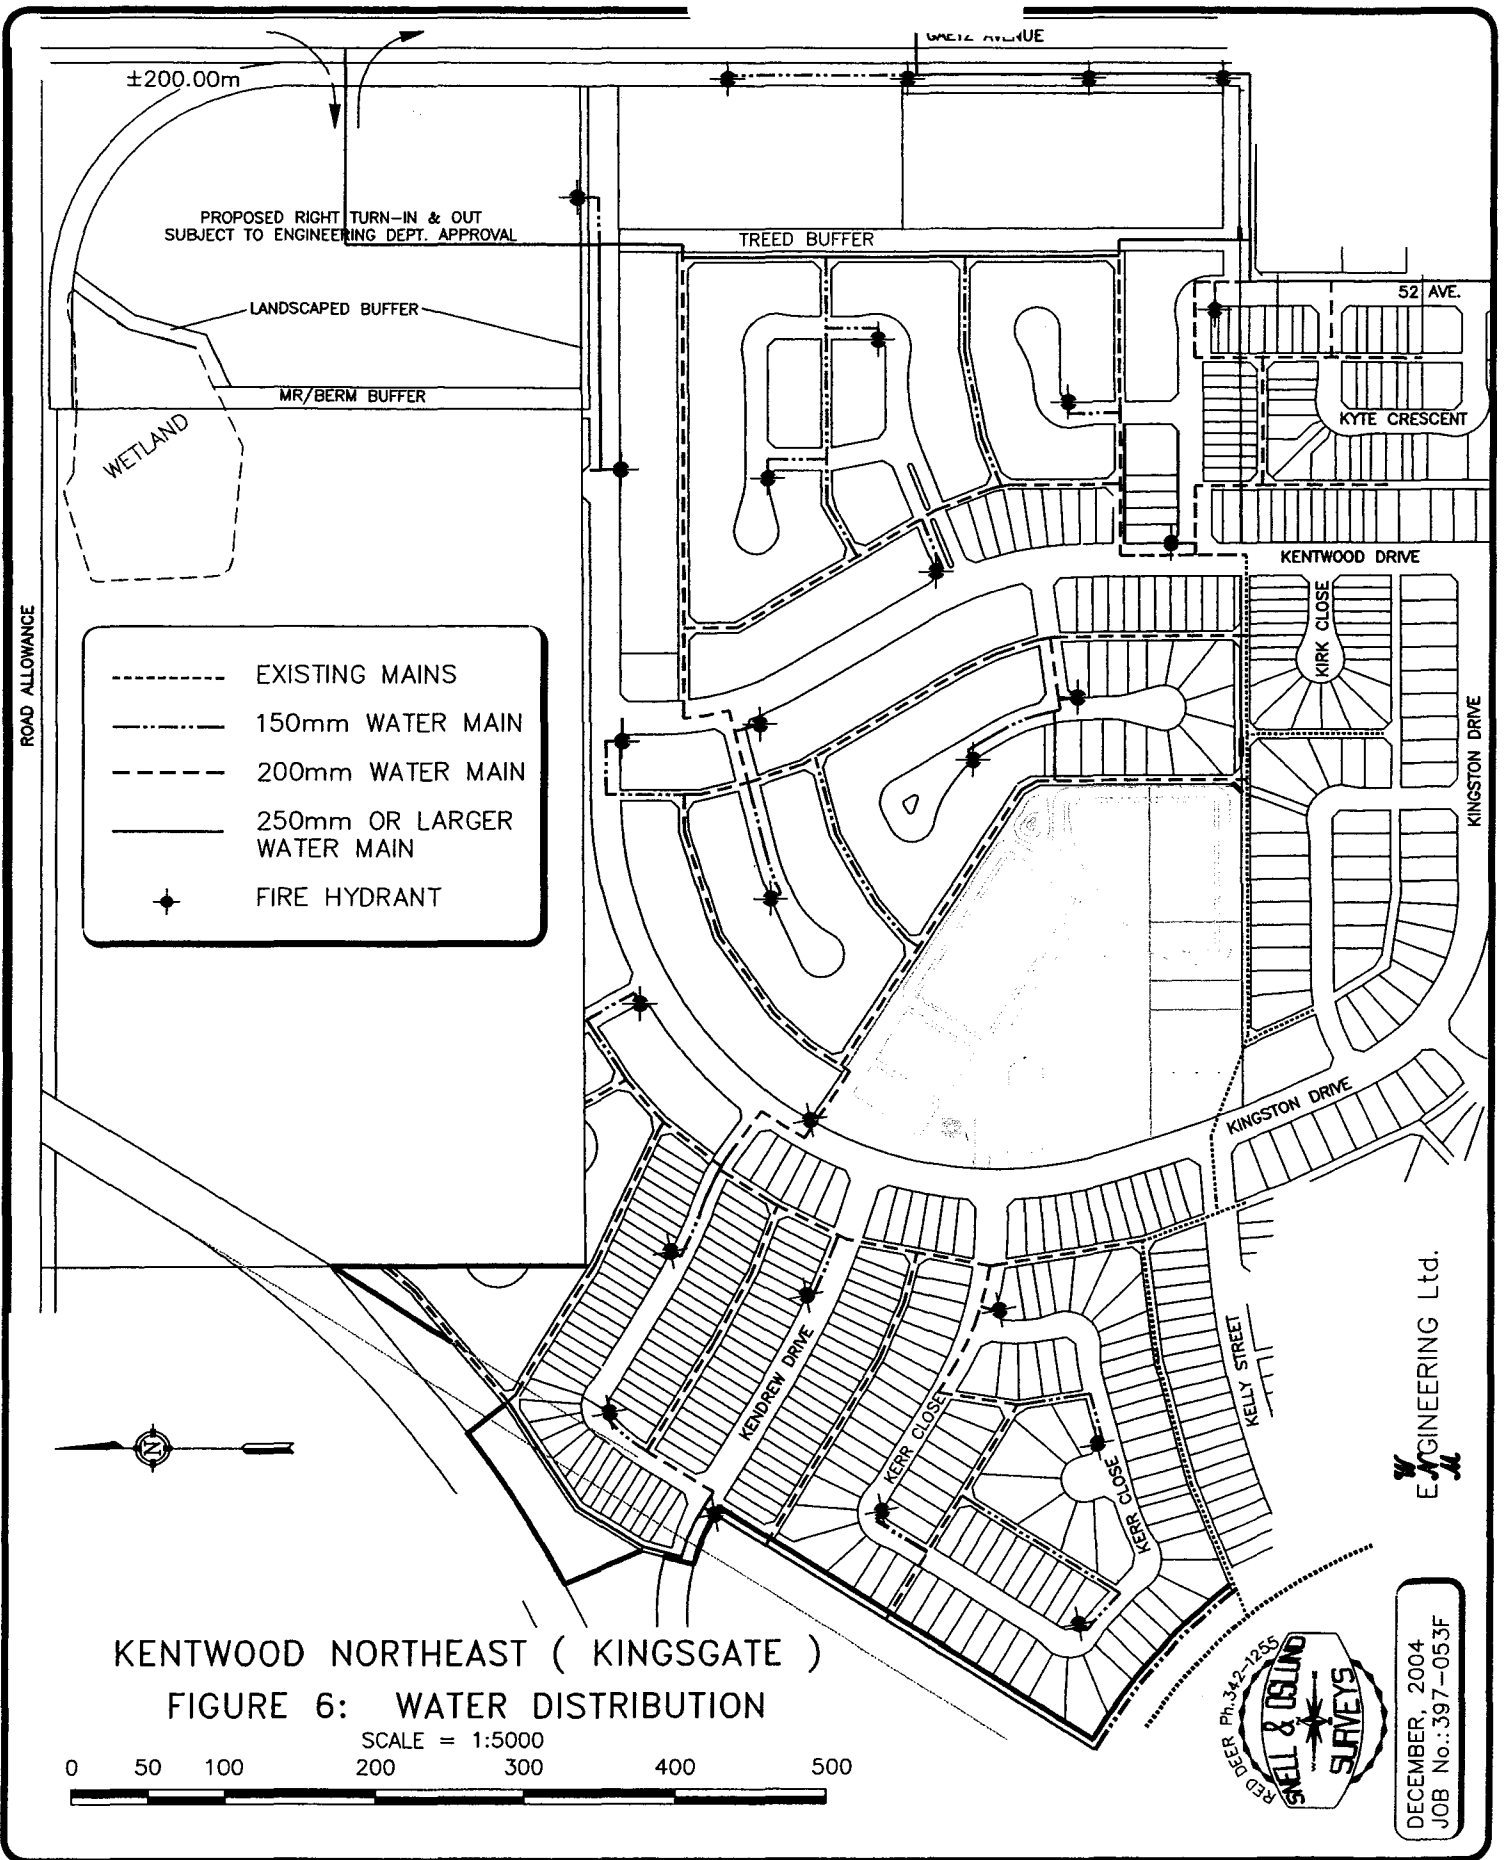 GAETZ AVENUE
±200.00m
PROPOSED RIGHT TURN-IN & OUT
SUBJECT TO ENGINEERING DEPT. APPROVAL
TREED BUFFER
LANDSCAPED BUFFER
52 AVE.
MR/BERM BUFFER
KYTE CRESCENT
WETLAND
KENTWOOD DRIVE
KIRK CLOSE
ROAD ALLOWANCE
EXISTING MAINS
150mm WATER MAIN
200mm WATER MAIN
250mm OR LARGER
WATER MAIN
FIRE HYDRANT
KINGSTON DRIVE
KINGSTON DRIVE
KELLY STREET
KENDREW DRIVE
KERR CLOSE
KERR CLOSE
N
ENGINEERING Ltd.
KENTWOOD NORTHEAST ( KINGSGATE )
FIGURE 6: WATER DISTRIBUTION
SCALE = 1:5000
0 50 100 200 300 400 500
RED DEER Ph.342-1255
SNELL & OSLUND
SURVEYS
DECEMBER, 2004
JOB No.: 397-053F